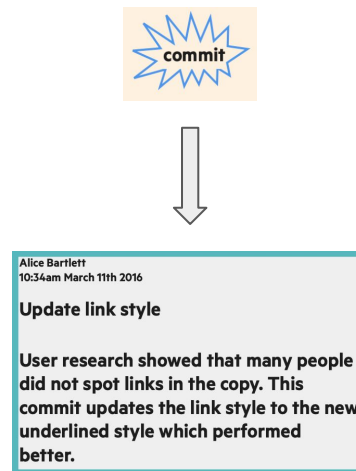 commit
Alice Bartlett
10:34am March 11th 2016
Update link style
User research showed that many people
did not spot links in the copy. This
commit updates the link style to the new
underlined style which performed
better.